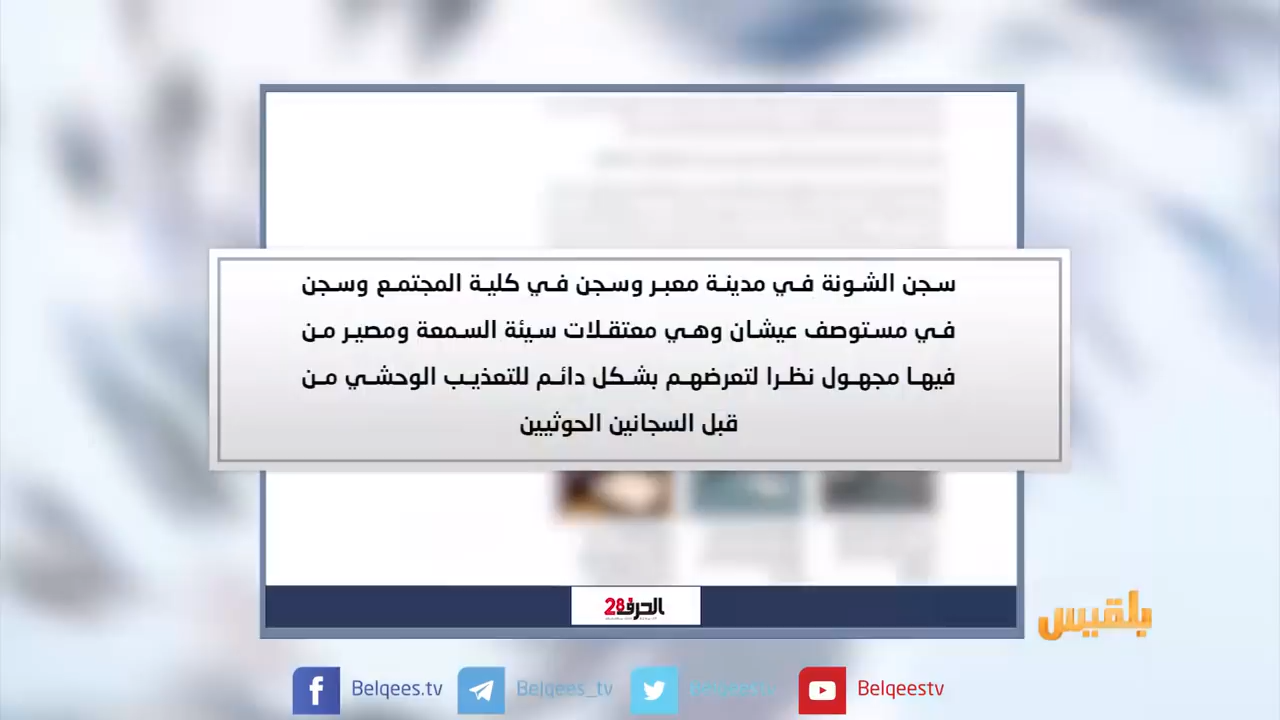 سجن الشونة في مدينة معبر وسجن في كلية المجتمع وسجن
في مستوصف عيشان وهي معتقلات سيئة السمعة ومصير من
فيها مجهول نظرا لتعرضهم بشكل دائم للتعذيب الوحشي من
قبل السجانين الحوثيين
الحرف28
بلقيس
Belqees.tv
Belqees_tv
Belqeestv
Belqeestv